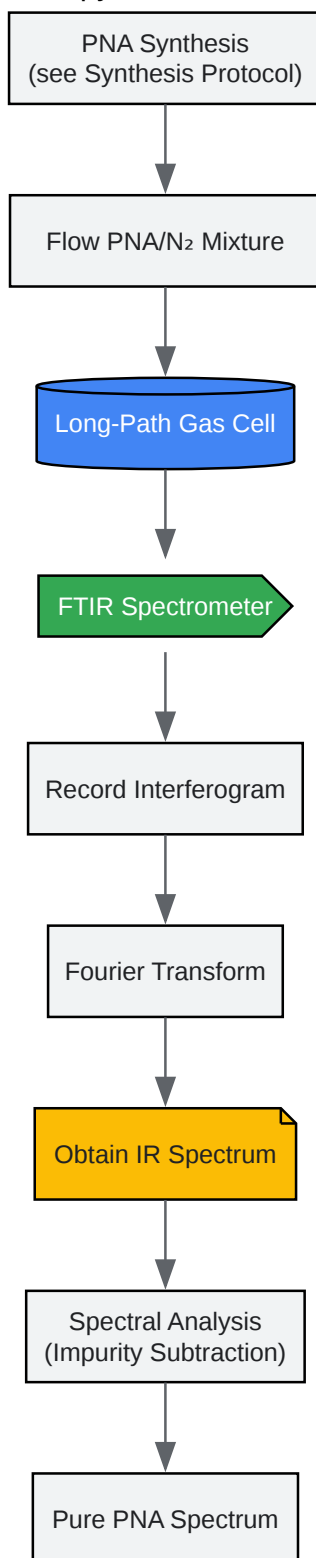 PNA Synthesis
(see Synthesis Protocol)
Flow PNA/N₂ Mixture
Long-Path Gas Cell
FTIR Spectrometer
Record Interferogram
Fourier Transform
Obtain IR Spectrum
Spectral Analysis
(Impurity Subtraction)
Pure PNA Spectrum